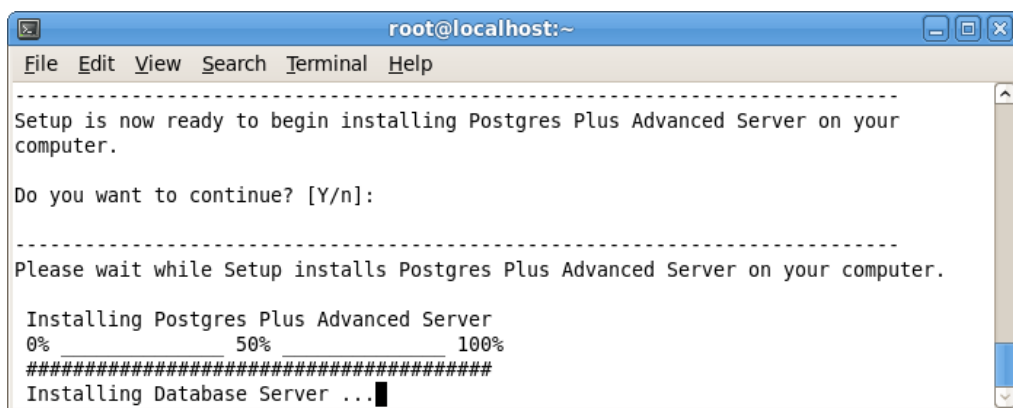 root@localhost:~
File Edit View Search Terminal Help
----------------------------------------------------------------------------
Setup is now ready to begin installing Postgres Plus Advanced Server on your
computer.
Do you want to continue? [Y/n]:
----------------------------------------------------------------------------
Please wait while Setup installs Postgres Plus Advanced Server on your computer.
Installing Postgres Plus Advanced Server
0% ______________ 50% ______________ 100%
########################################
Installing Database Server ...